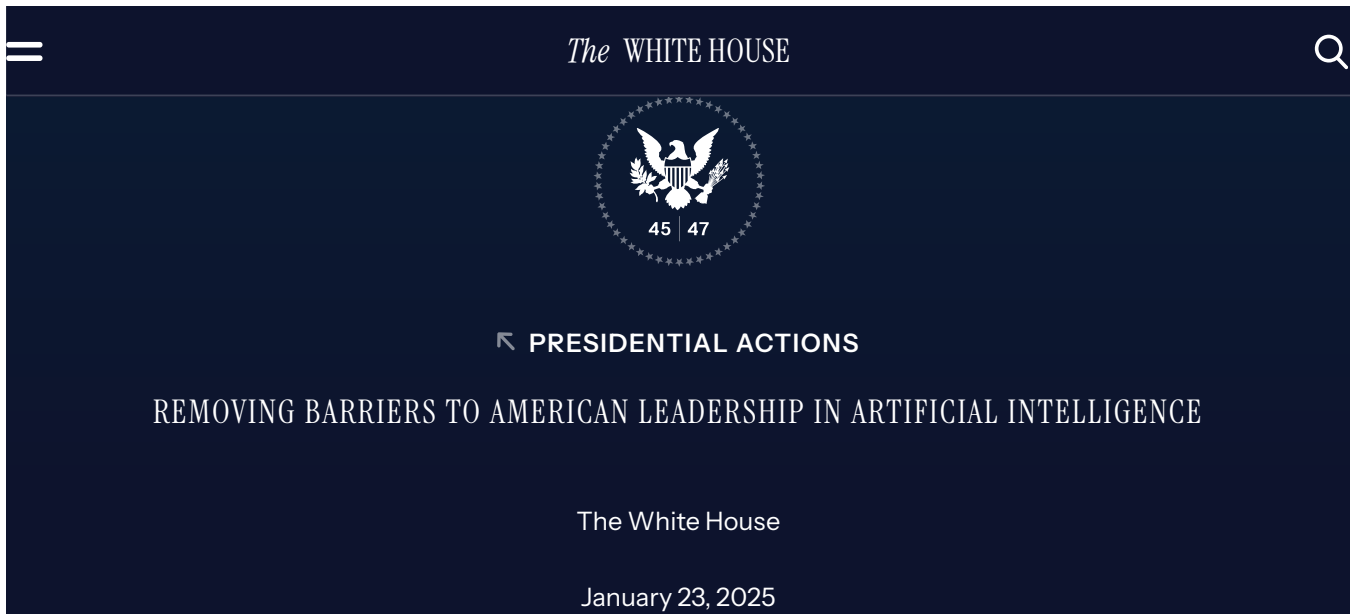 The WHITE HOUSE
45 47
PRESIDENTIAL ACTIONS
REMOVING BARRIERS TO AMERICAN LEADERSHIP IN ARTIFICIAL INTELLIGENCE
The White House
January 23, 2025